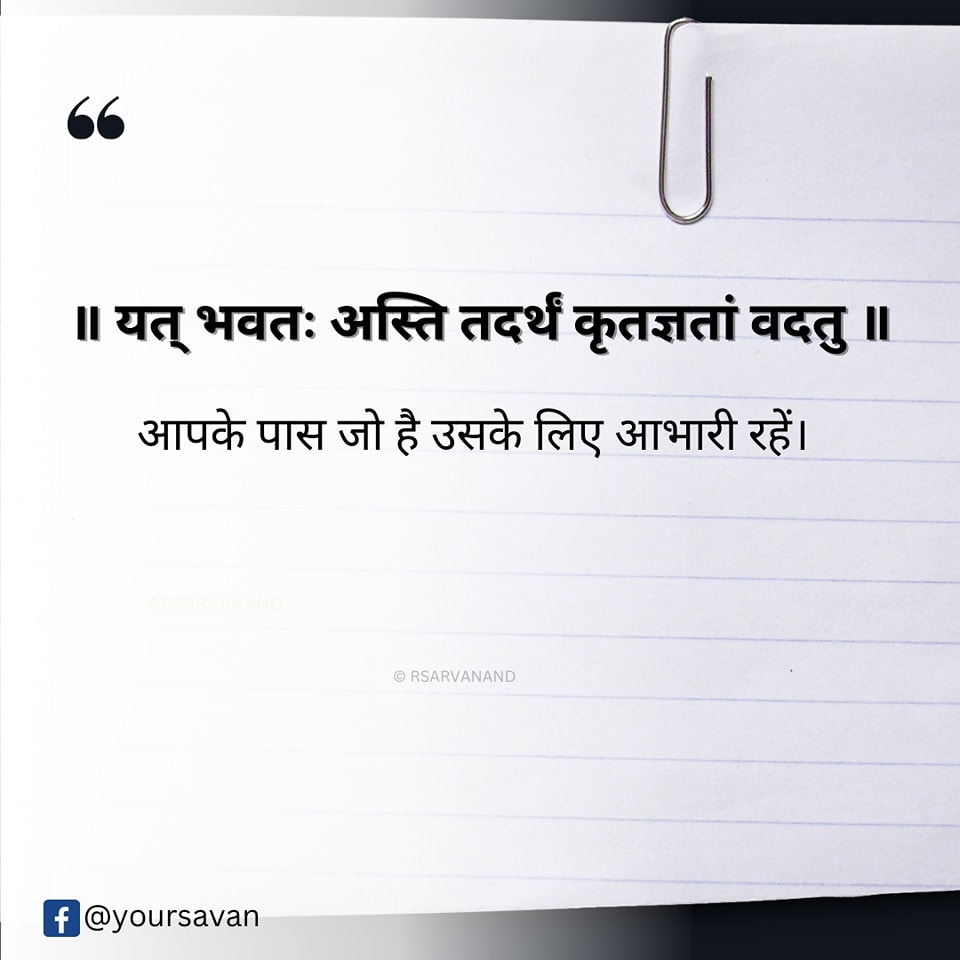 “
॥ यत् भवतः अस्ति तदर्थं कृतज्ञतां वदतु ॥
आपके पास जो है उसके लिए आभारी रहें।
©RSARVANAND
© RSARVANAND
@yoursavan